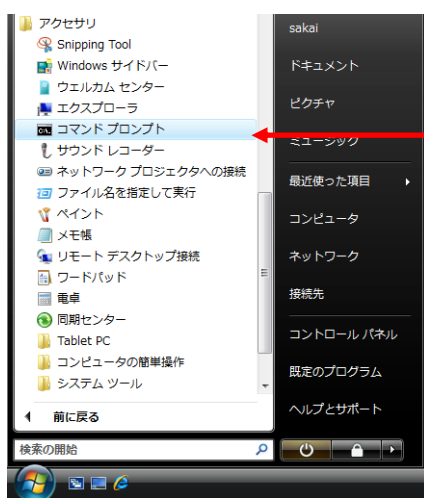 アクセサリ
Snipping Tool
Windows サイドバー
ウェルカム センター
エクスプローラ
コマンド プロンプト
サウンド レコーダー
ネットワーク プロジェクタへの接続
ファイル名を指定して実行
ペイント
メモ帳
リモート デスクトップ接続
ワードパッド
電卓
同期センター
Tablet PC
コンピュータの簡単操作
システム ツール
前に戻る
検索の開始
sakai
ドキュメント
ピクチャ
ミュージック
最近使った項目
コンピュータ
ネットワーク
接続先
コントロール パネル
既定のプログラム
ヘルプとサポート